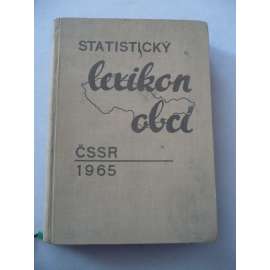 STATISTICKÝ
lexikon
obcí
ČSSR
1965